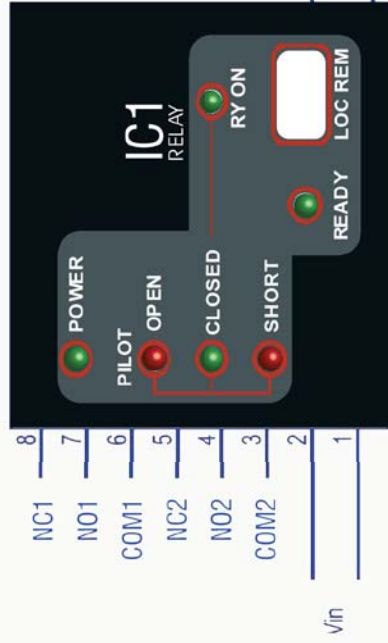 IC1
RELAY
POWER
PILOT
OPEN
CLOSED
SHORT
RY ON
READY
LOC REM
8
NC1
7
NO1
6
COM1
5
NC2
4
NO2
3
COM2
2
1
Vin